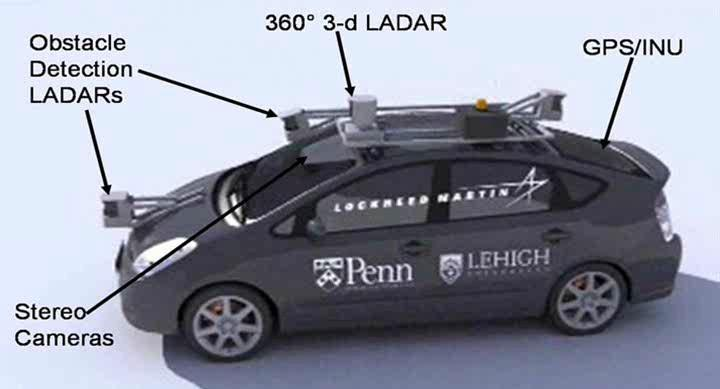 360° 3-d LADAR
Obstacle
Detection
LADARs
GPS/INU
LOCKHEED MARTIN
Penn
LEHIGH
Stereo
Cameras